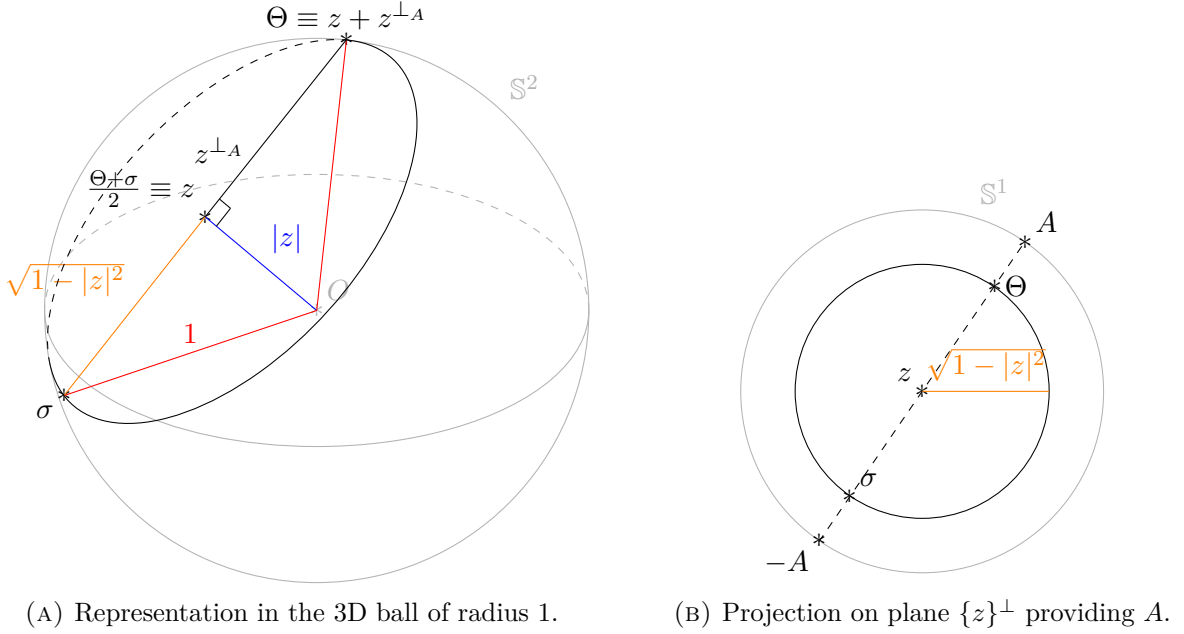 Θ ≡ z + z^{⊥_A}
𝕊²
z^{⊥_A}
\frac{Θ+σ}{2} ≡ z
|z|
√(1 − |z|²)
O
1
σ
(A) Representation in the 3D ball of radius 1.
𝕊¹
A
Θ
√(1 − |z|²)
z
σ
−A
(B) Projection on plane {z}^⊥ providing A.